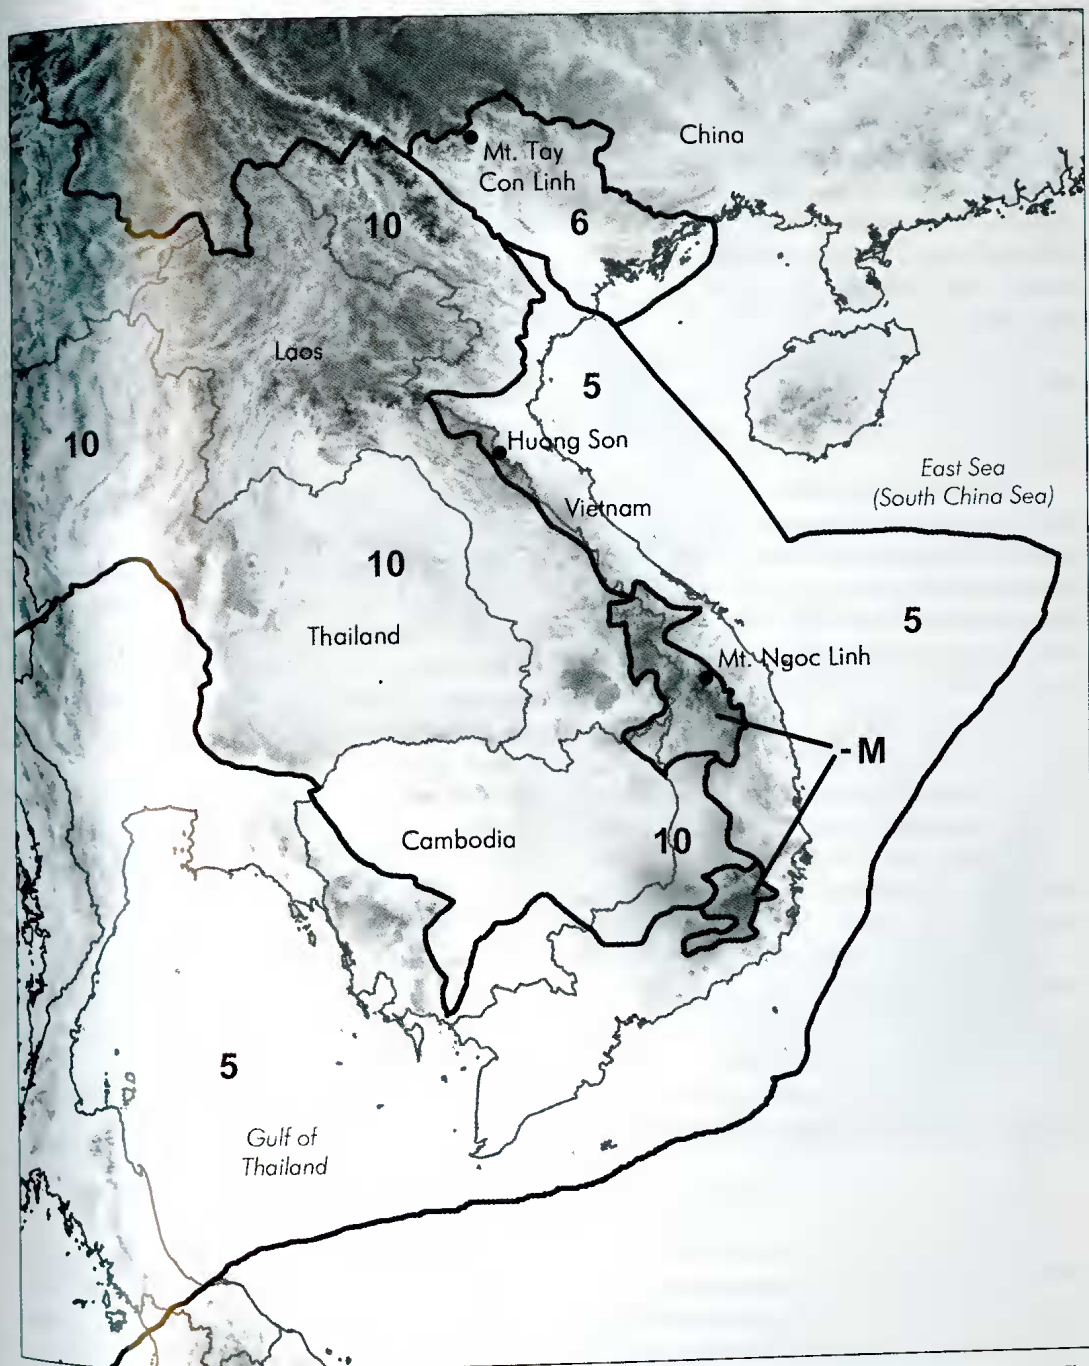 China
Mt. Tay
Con Linh
10
6
Laos
5
10
Huong Son
East Sea
(South China Sea)
Vietnam
10
5
Thailand
Mt. Ngoc Linh
-M
Cambodia
10
5
Gulf of
Thailand